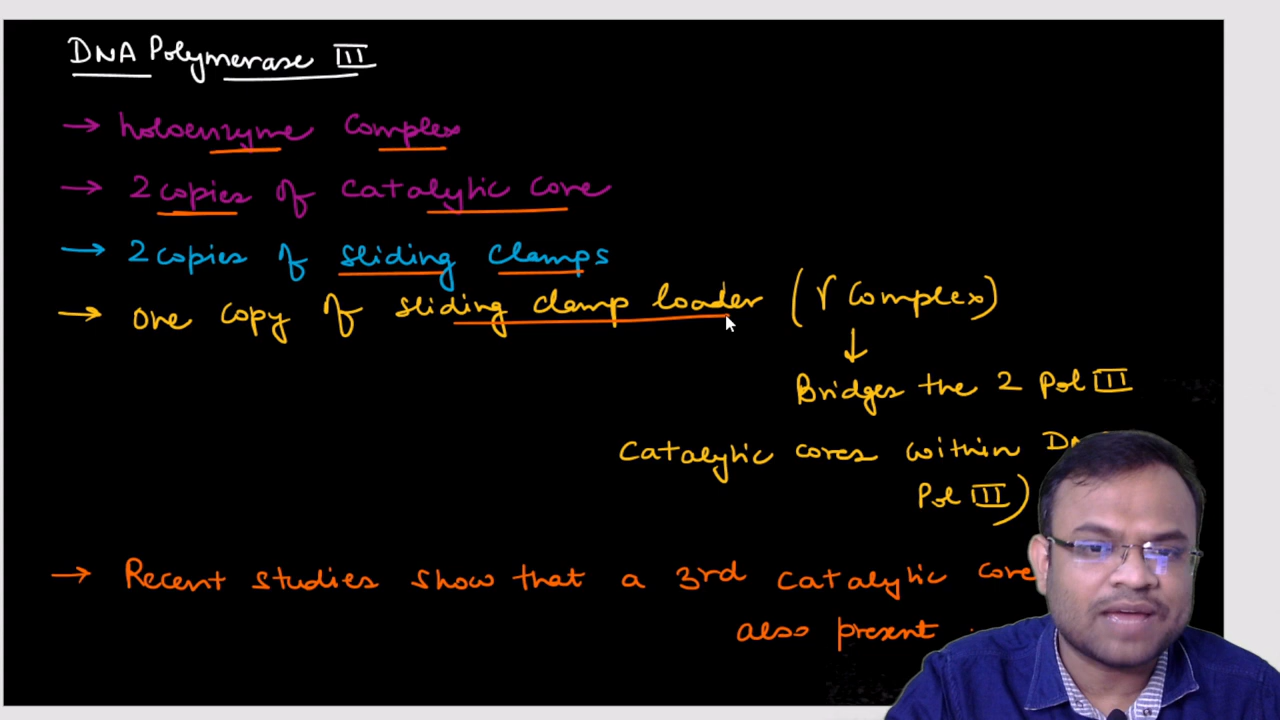 DNA Polymerase III
→ holoenzyme complex
→ 2 copies of catalytic core
→ 2 copies of sliding clamps
→ one copy of sliding clamp loader (γ complex)
↓
Bridges the 2 Pol III
catalytic cores within
Pol III)
→ Recent studies show that a 3rd catalytic core
also present